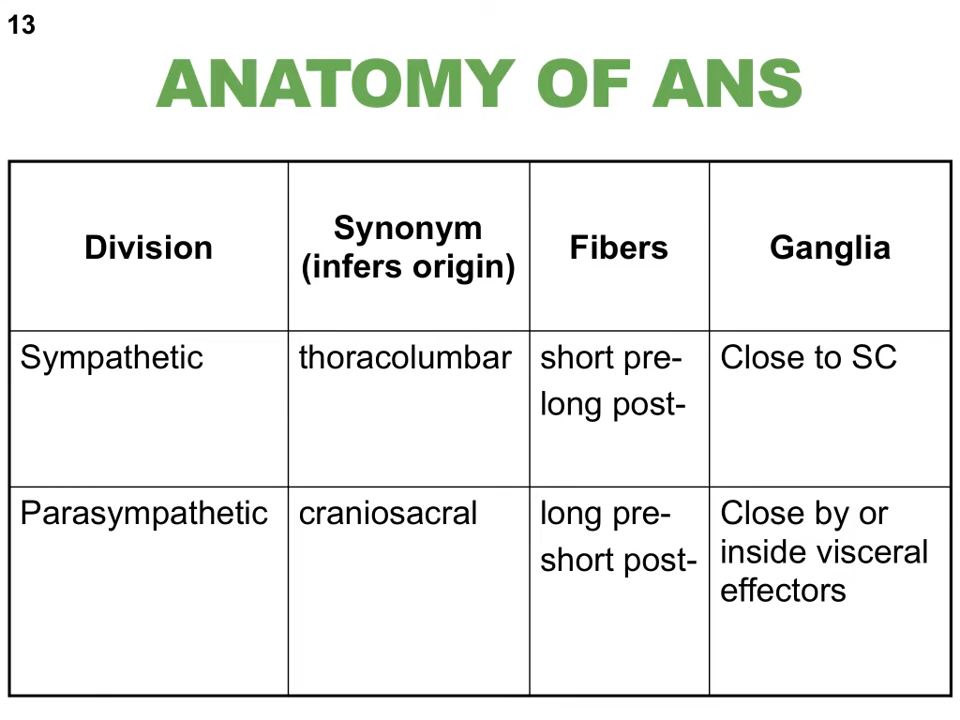 13
ANATOMY OF ANS
Division
Synonym
(infers origin)
Fibers
Ganglia
Sympathetic
thoracolumbar
short pre-
long post-
Close to SC
Parasympathetic
craniosacral
long pre-
short post-
Close by or
inside visceral
effectors